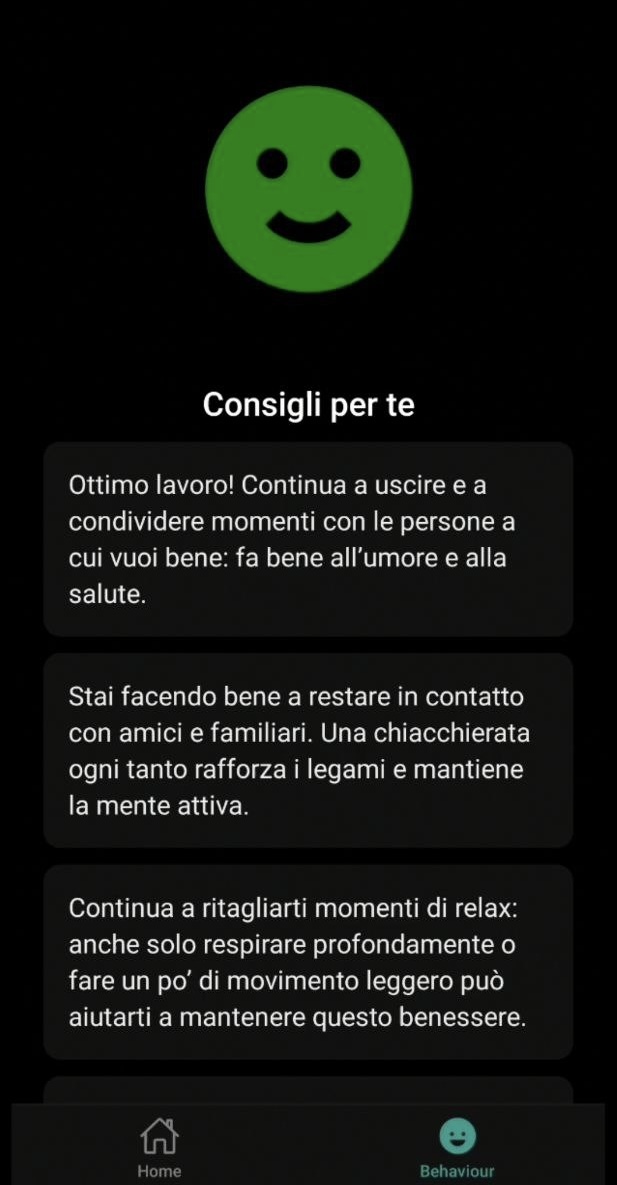 Consigli per te
Ottimo lavoro! Continua a uscire e a
condividere momenti con le persone a
cui vuoi bene: fa bene all’umore e alla
salute.
Stai facendo bene a restare in contatto
con amici e familiari. Una chiacchierata
ogni tanto rafforza i legami e mantiene
la mente attiva.
Continua a ritagliarti momenti di relax:
anche solo respirare profondamente o
fare un po’ di movimento leggero può
aiutarti a mantenere questo benessere.
Home
Behaviour